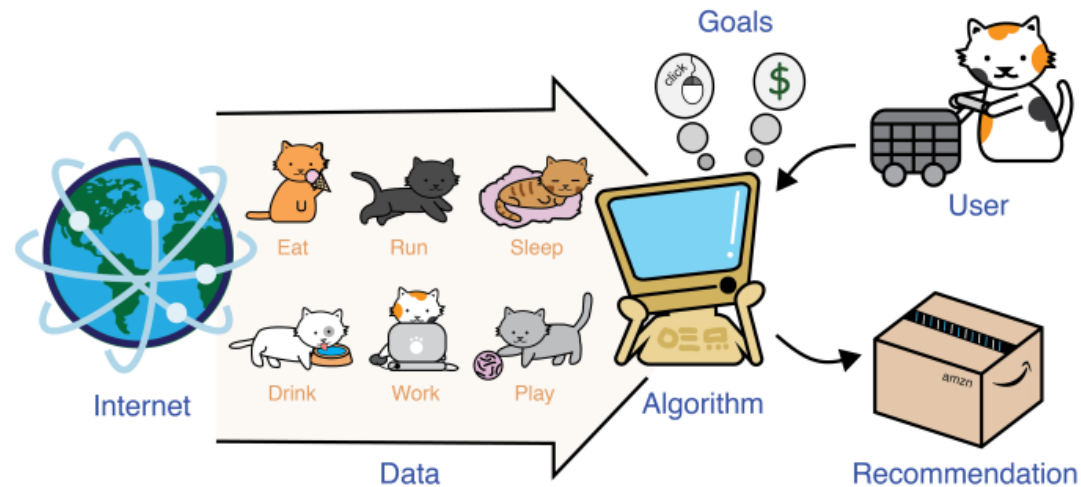 Goals
click
$
Eat
Run
Sleep
User
Drink
Work
Play
amzn
Internet
Algorithm
Data
Recommendation